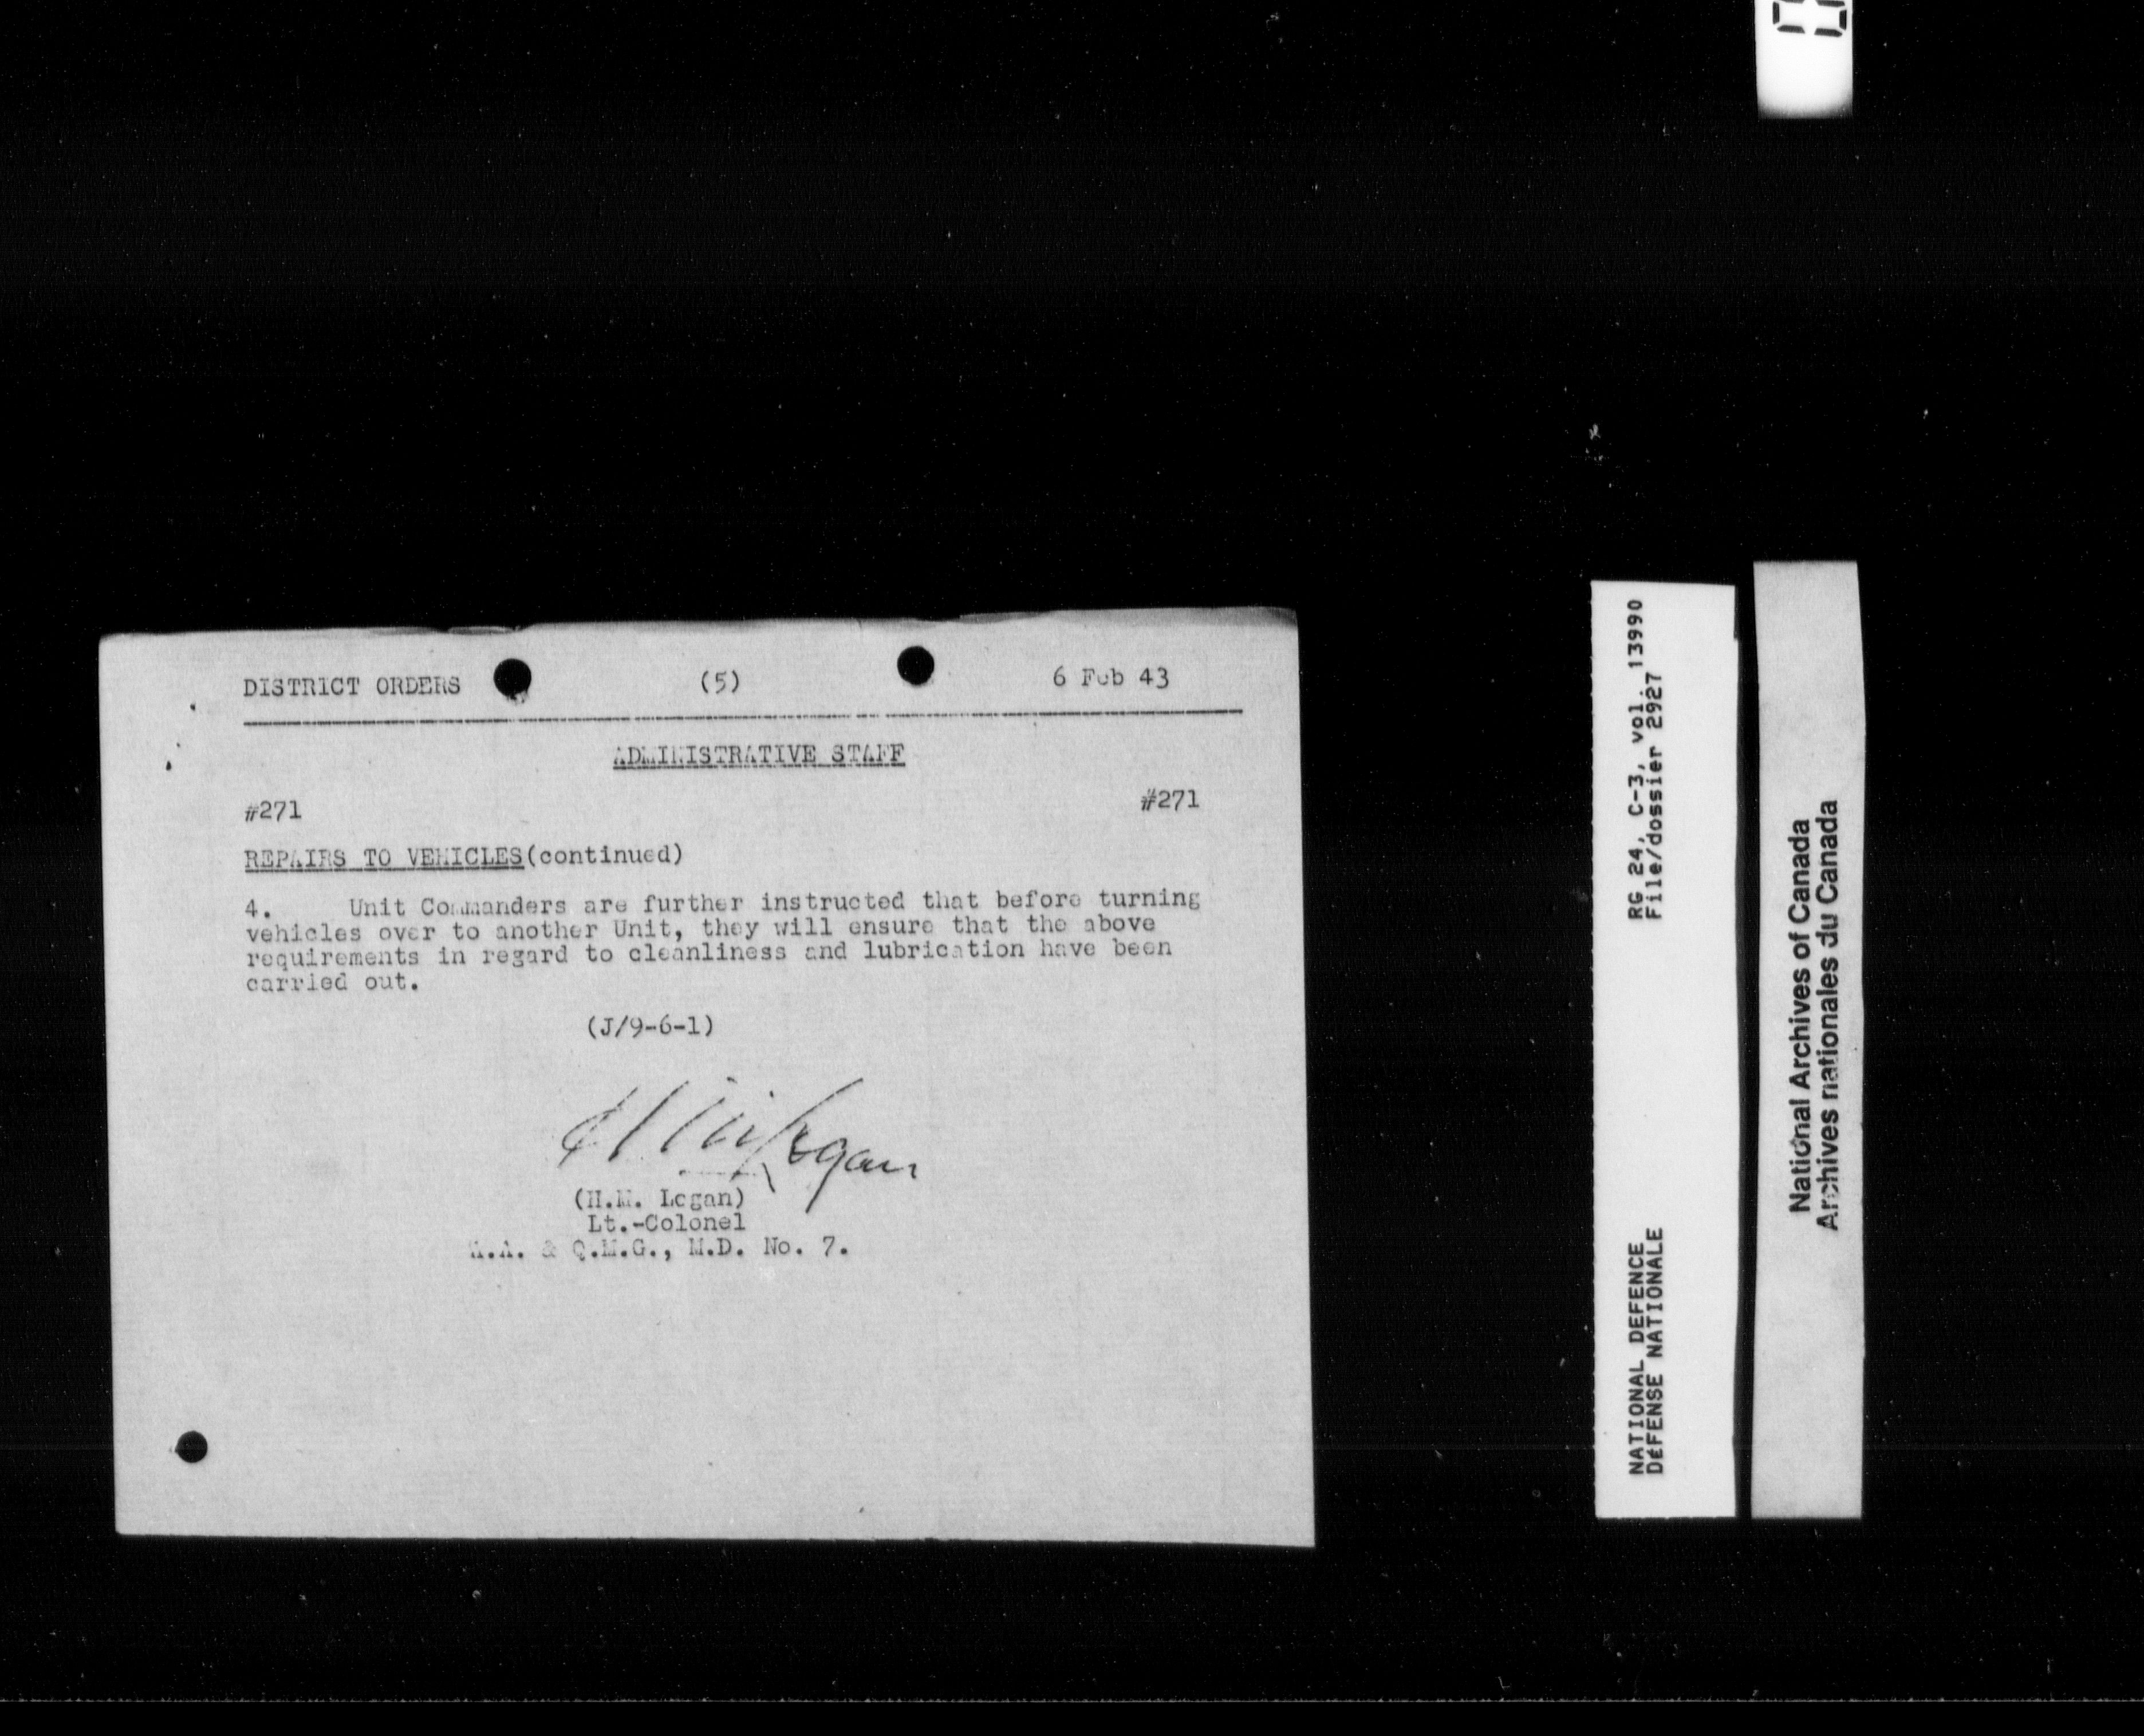 DISTRICT ORDERS (5) 6 Feb 43
ADMINISTRATIVE STAFF
#271 #271
REPAIRS TO VEHICLES(continued)
4. Unit Commanders are further instructed that before turning
vehicles over to another Unit, they will ensure that the above
requirements in regard to cleanliness and lubrication have been
carried out.
(J/9-6-1)
(H.M. Logan)
Lt.-Colonel
A.A. & Q.M.G., M.D. No. 7.
RG 24, C-3, vol. 13990
File/dossier 2927
NATIONAL DEFENCE
DéFENSE NATIONALE
National Archives of Canada
Archives nationales du Canada